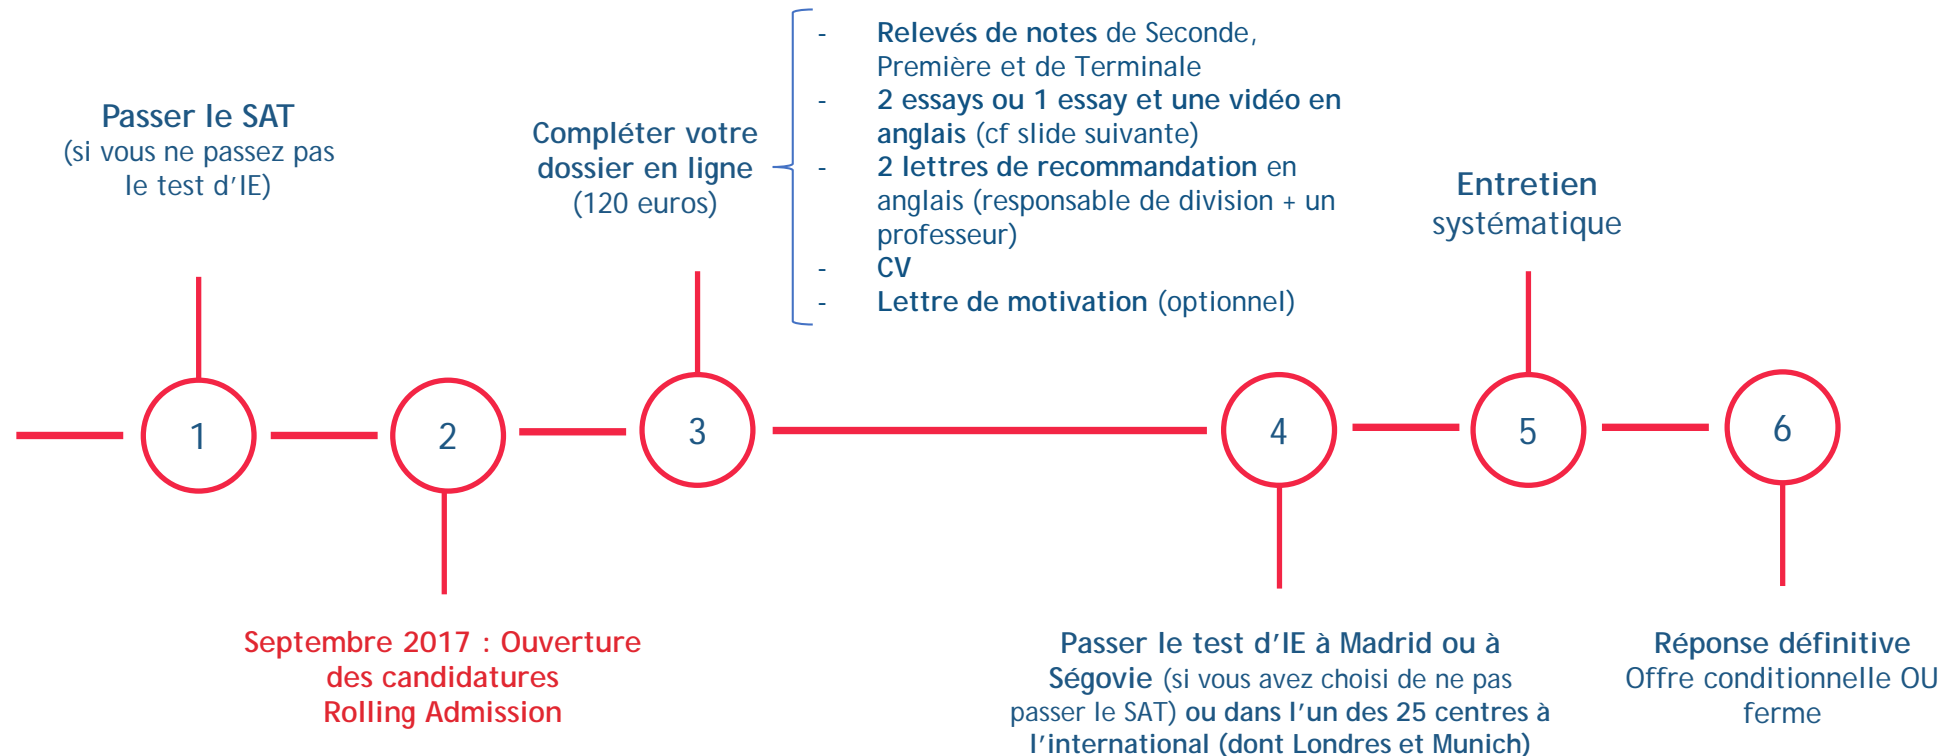 Passer le SAT
(si vous ne passez pas
le test d'IE)
Compléter votre
dossier en ligne
(120 euros)
- Relevés de notes de Seconde,
Première et de Terminale
- 2 essays ou 1 essay et une vidéo en
anglais (cf slide suivante)
- 2 lettres de recommandation en
anglais (responsable de division + un
professeur)
- CV
- Lettre de motivation (optionnel)
Entretien
systématique
1
2
3
4
5
6
Septembre 2017 : Ouverture
des candidatures
Rolling Admission
Passer le test d'IE à Madrid ou à
Ségovie (si vous avez choisi de ne pas
passer le SAT) ou dans l'un des 25 centres à
l'international (dont Londres et Munich)
Réponse définitive
Offre conditionnelle OU
ferme